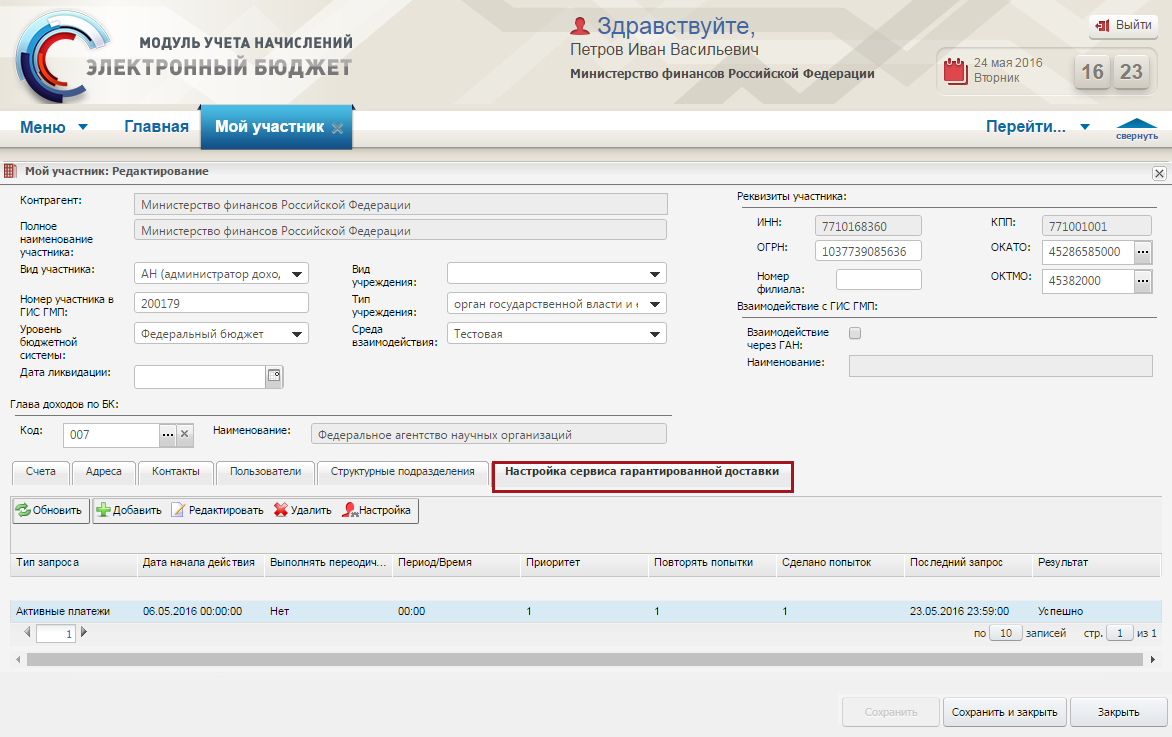 МОДУЛЬ УЧЕТА НАЧИСЛЕНИЙ
ЭЛЕКТРОННЫЙ БЮДЖЕТ
Здравствуйте,
Петров Иван Васильевич
Министерство финансов Российской Федерации
Выйти
24 мая 2016
Вторник
16 23
Меню Главная Мой участник Перейти...
свернуть
Мой участник: Редактирование
Контрагент: Министерство финансов Российской Федерации
Полное наименование участника: Министерство финансов Российской Федерации
Вид участника: АН (администратор дохо,
Вид учреждения:
Номер участника в ГИС ГМП: 200179
Тип учреждения: орган государственной власти и
Уровень бюджетной системы: Федеральный бюджет
Среда взаимодействия: Тестовая
Дата ликвидации:
Реквизиты участника:
ИНН: 7710168360 КПП: 771001001
ОГРН: 1037739085636 ОКАТО: 45286585000 ...
Номер филиала: ОКТМО: 45382000 ...
Взаимодействие с ГИС ГМП:
Взаимодействие через ГАН:
Наименование:
Глава доходов по БК:
Код: 007 ... Наименование: Федеральное агентство научных организаций
Счета Адреса Контакты Пользователи Структурные подразделения Настройка сервиса гарантированной доставки
Обновить Добавить Редактировать Удалить Настройка
Тип запроса Дата начала действия Выполнять переодич... Период/Время Приоритет Повторять попытки Сделано попыток Последний запрос Результат
Активные платежи 06.05.2016 00:00:00 Нет 00:00 1 1 1 23.05.2016 23:59:00 Успешно
1 по 10 записей стр. 1 из 1
Сохранить Сохранить и закрыть Закрыть